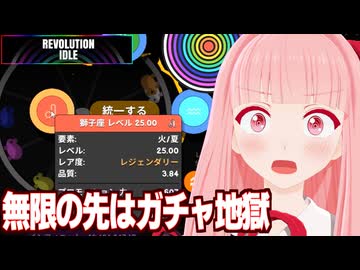 REVOLUTION
IDLE
統一する
獅子座 レベル 25.00
要素: 火/夏
レベル: 25.00
レア度: レジェンダリー
品質: 3.84
無限の先はガチャ地獄